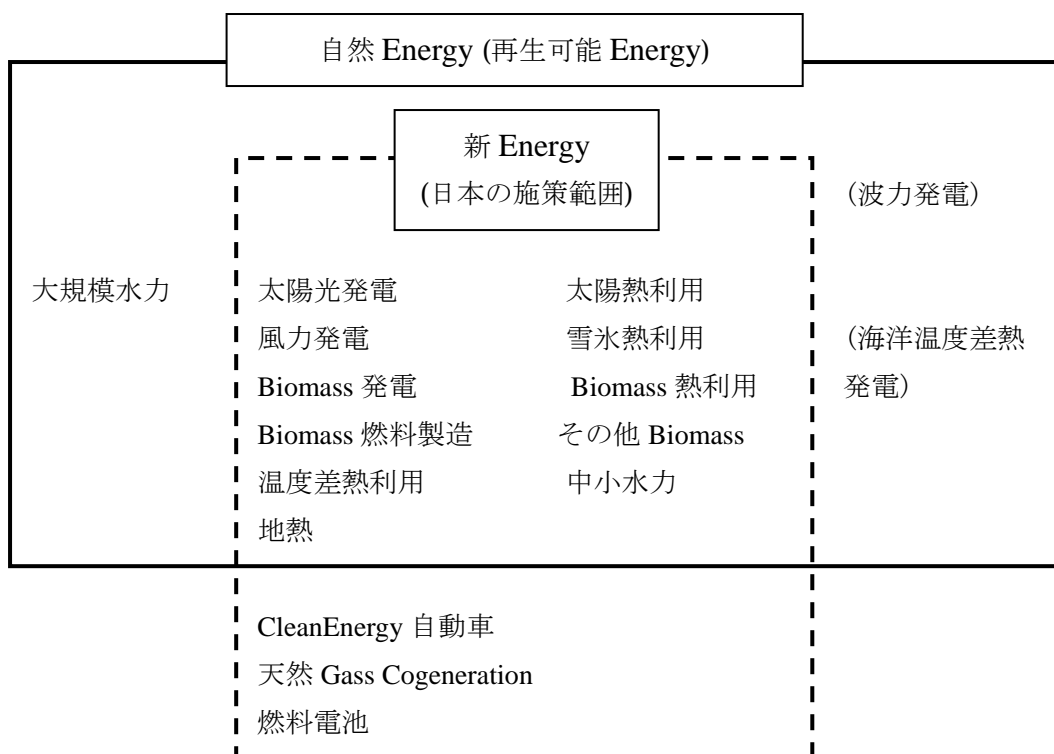 自然 Energy (再生可能 Energy)
新 Energy
(日本の施策範囲)
(波力発電)
大規模水力
太陽光発電 太陽熱利用
風力発電 雪氷熱利用
Biomass 発電 Biomass 熱利用
Biomass 燃料製造 その他 Biomass
温度差熱利用 中小水力
地熱
(海洋温度差熱
発電)
CleanEnergy 自動車
天然 Gass Cogeneration
燃料電池